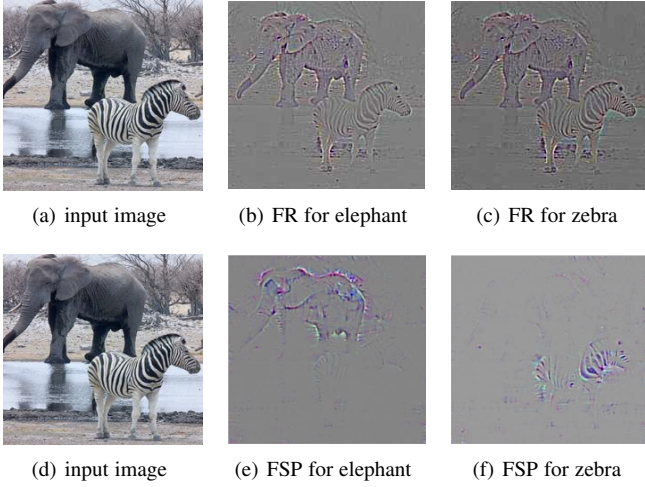 (a) input image
(b) FR for elephant
(c) FR for zebra
(d) input image
(e) FSP for elephant
(f) FSP for zebra